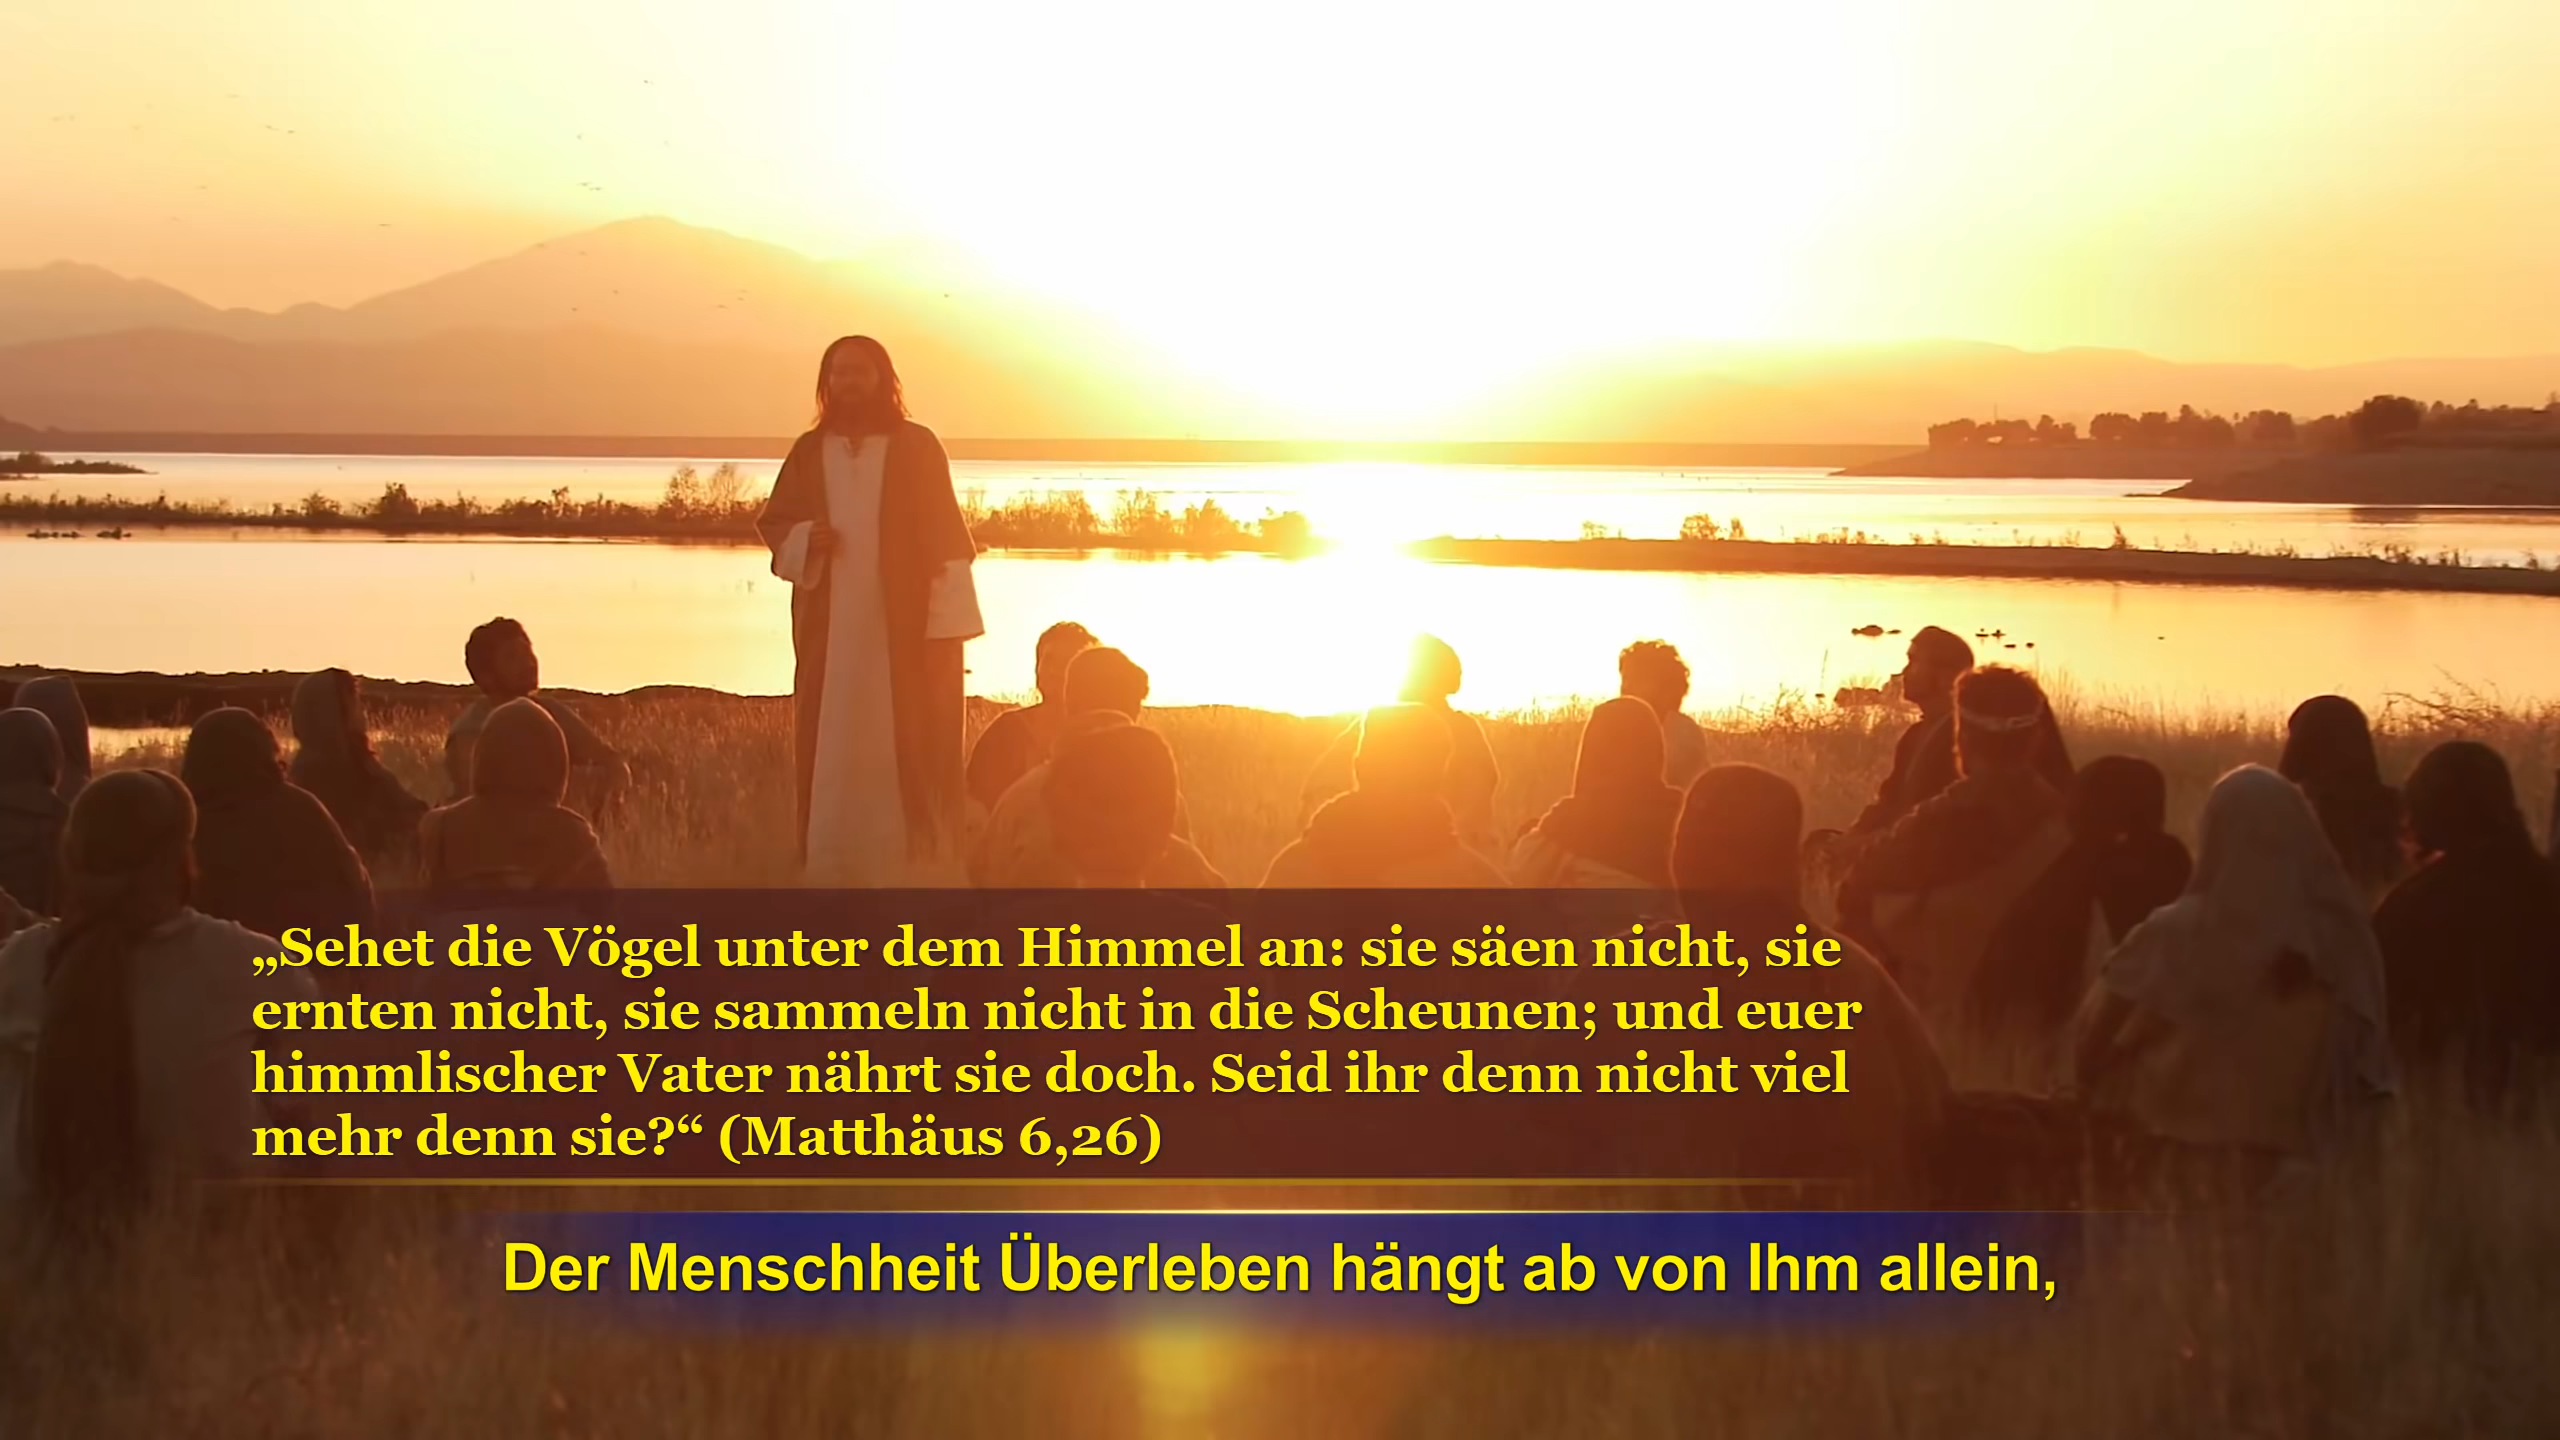 „Sehet die Vögel unter dem Himmel an: sie säen nicht, sie
ernten nicht, sie sammeln nicht in die Scheunen; und euer
himmlischer Vater nährt sie doch. Seid ihr denn nicht viel
mehr denn sie?“ (Matthäus 6,26)
Der Menschheit Überleben hängt ab von Ihm allein,